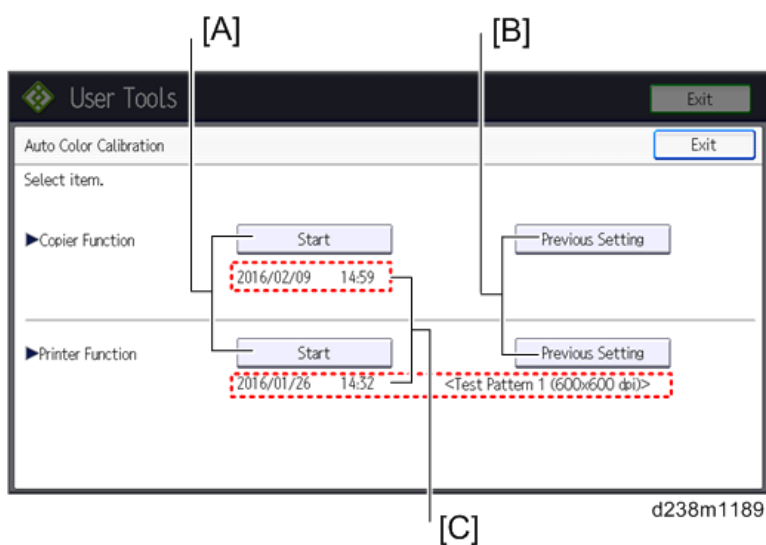 [A] [B]
User Tools Exit
Auto Color Calibration Exit
Select item.
▶Copier Function Start Previous Setting
2016/02/09 14:59
▶Printer Function Start Previous Setting
2016/01/26 14:32 <Test Pattern 1 (600x600 dpi)>
d238m1189
[C]